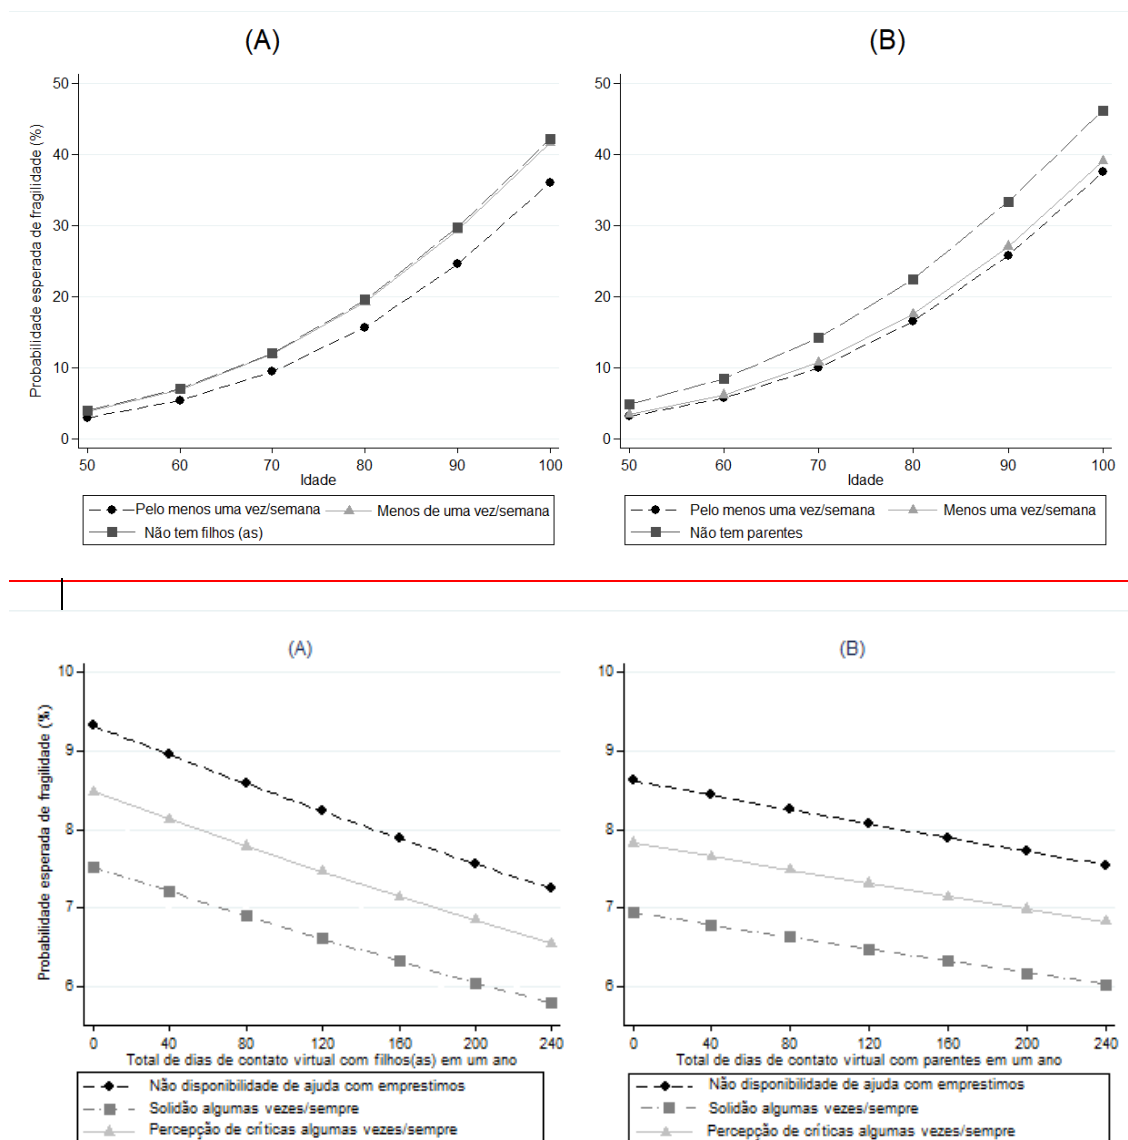 (A)
(B)
50
40
30
20
10
0
Probabilidade esperada de fragilidade (%)
50 60 70 80 90 100
Idade
Pelo menos uma vez/semana
Menos de uma vez/semana
Não tem filhos (as)
50
40
30
20
10
0
50 60 70 80 90 100
Idade
Pelo menos uma vez/semana
Menos uma vez/semana
Não tem parentes
(A)
(B)
10
9
8
7
6
Probabilidade esperada de fragilidade (%)
0 40 80 120 160 200 240
Total de dias de contato virtual com filhos(as) em um ano
Não disponibilidade de ajuda com emprestimos
Solidão algumas vezes/sempre
Percepção de críticas algumas vezes/sempre
10
9
8
7
6
0 40 80 120 160 200 240
Total de dias de contato virtual com parentes em um ano
Não disponibilidade de ajuda com emprestimos
Solidão algumas vezes/sempre
Percepção de críticas algumas vezes/sempre